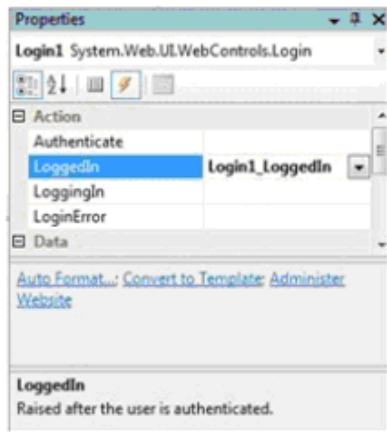 Properties
Login1 System.Web.UI.WebControls.Login
Action
Authenticate
LoggedIn Login1_LoggedIn
LoggingIn
LoginError
Data
Auto Format...; Convert to Template; Administer
Website
LoggedIn
Raised after the user is authenticated.